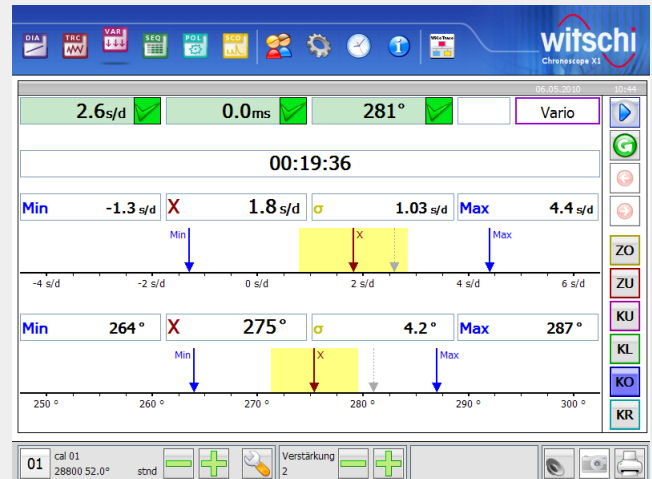 DIA TRC VAR SEQ POL SCO Vario Trace witschi
Chronoscope X1
06.05.2010 10:44
2.6s/d 0.0ms 281° Vario
00:19:36
Min -1.3 s/d X 1.8 s/d σ 1.03 s/d Max 4.4 s/d
Min X Max
-4 s/d -2 s/d 0 s/d 2 s/d 4 s/d 6 s/d
Min 264° X 275° σ 4.2° Max 287°
Min X Max
250 ° 260 ° 270 ° 280 ° 290 ° 300 °
ZO
ZU
KU
KL
KO
KR
01 cal 01
28800 52.0° stnd
Verstärkung
2